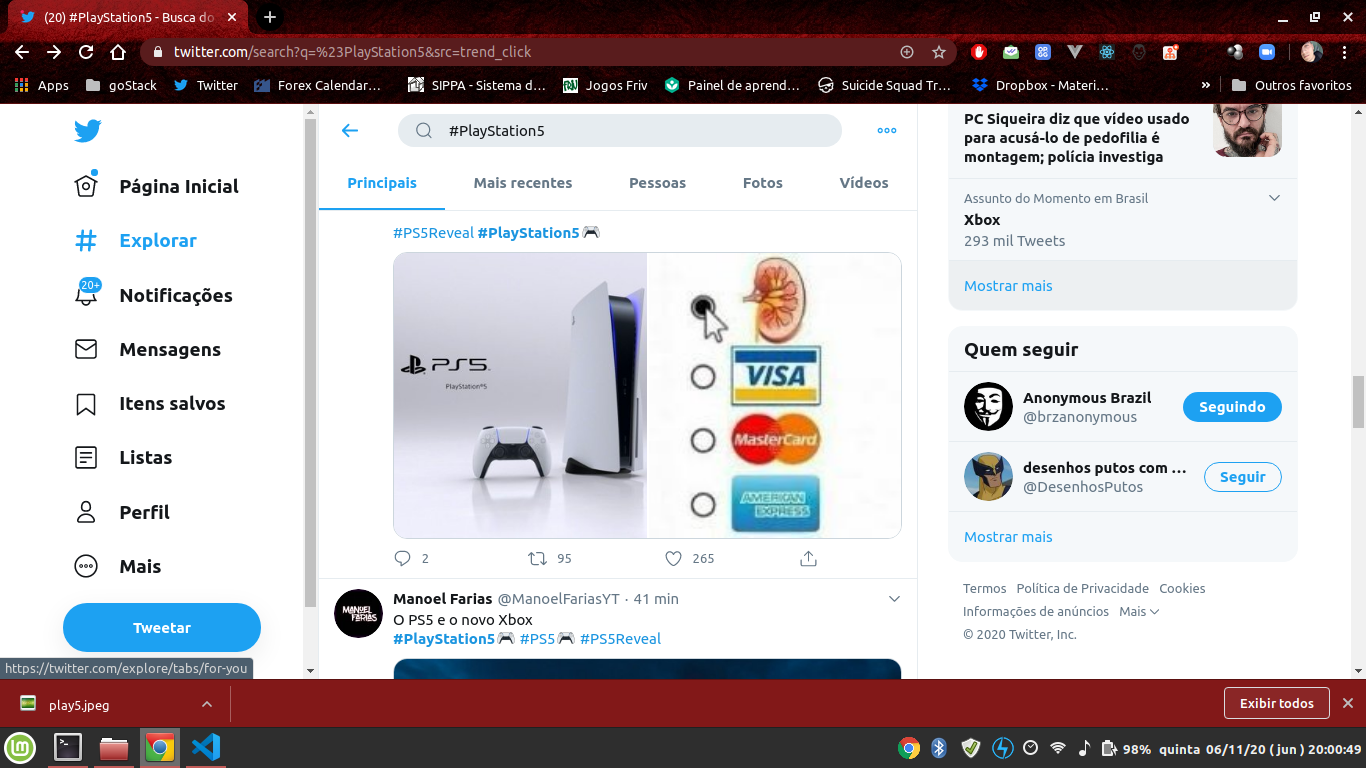 (20) #PlayStation5 - Busca do
twitter.com/search?q=%23PlayStation5&src=trend_click
Apps
goStack
Twitter
Forex Calendar…
SIPPA - Sistema d…
Jogos Friv
Painel de aprend…
Suicide Squad Tr…
Dropbox - Materi…
»
Outros favoritos
Página Inicial
Explorar
20+
Notificações
Mensagens
Itens salvos
Listas
Perfil
Mais
Tweetar
https://twitter.com/explore/tabs/for-you
#PlayStation5
Principais
Mais recentes
Pessoas
Fotos
Vídeos
#PS5Reveal #PlayStation5🎮
PS5
PlayStation®5
VISA
MasterCard
AMERICAN
EXPRESS
2
95
265
MANOEL
FARIAS
Manoel Farias @ManoelFariasYT · 41 min
O PS5 e o novo Xbox
#PlayStation5🎮 #PS5🎮 #PS5Reveal
PC Siqueira diz que vídeo usado
para acusá-lo de pedofilia é
montagem; polícia investiga
Assunto do Momento em Brasil
Xbox
293 mil Tweets
Mostrar mais
Quem seguir
Anonymous Brazil
@brzanonymous
Seguindo
desenhos putos com …
@DesenhosPutos
Seguir
Mostrar mais
Termos Política de Privacidade Cookies
Informações de anúncios Mais
© 2020 Twitter, Inc.
play5.jpeg
Exibir todos
98% quinta 06/11/20 ( jun ) 20:00:49